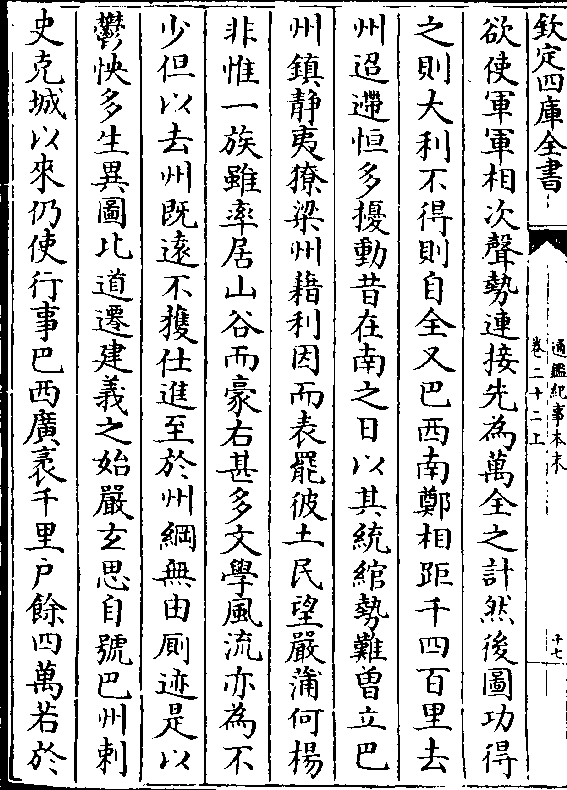 欽定四庫全書
通鑑紀事本末
卷二十二上
十七
欲使軍軍相次聲勢連接先為萬全之計然後圖功得
之則大利不得則自全又巴西南鄭相距千四百里去
州迢遰恒多擾動昔在南之日以其統綰勢難曾立巴
州鎮静夷獠梁州藉利因而表罷彼土民望嚴蒲何楊
非惟一族雖率居山谷而豪右甚多文學風流亦為不
少但以去州既遠不獲仕進至於州綱無由厠迹是以
鬱怏多生異圖比道遷建義之始嚴玄思自號巴州刺
史克城以來仍使行事巴西廣袤千里户餘四萬若於